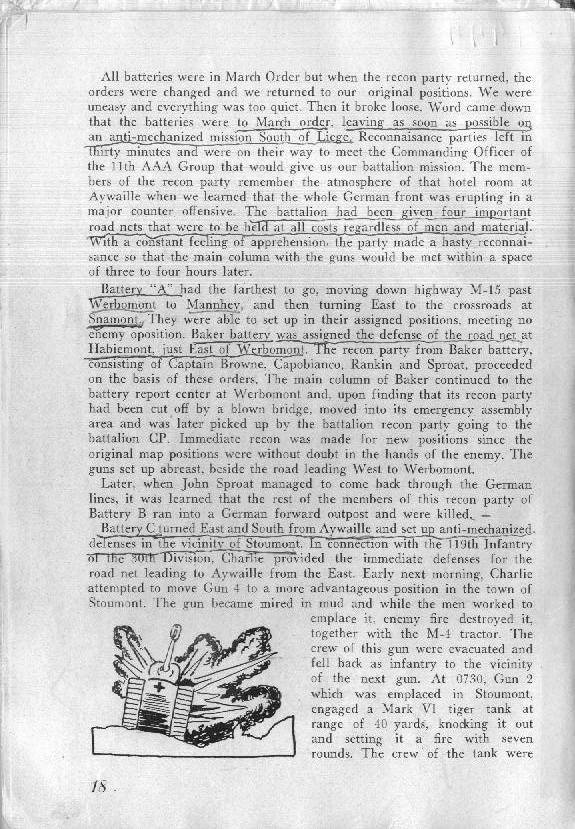 All batteries were in March Order but when the recon party returned, the
orders were changed and we returned to our original positions. We were
uneasy and everything was too quiet. Then it broke loose. Word came down
that the batteries were to March order, leaving as soon as possible on
an anti-mechanized mission South of Liege. Reconnaisance parties left in
Thirty minutes and were on their way to meet the Commanding Officer of
the 11th AAA Group that would give us our battalion mission. The mem-
bers of the recon party remember the atmosphere of that hotel room at
Aywaille when we learned that the whole German front was erupting in a
major counter offensive. The battalion had been given four important
road nets that were to be held at all costs regardless of men and material.
With a constant feeling of apprehension, the party made a hasty reconnai-
sance so that the main column with the guns would be met within a space
of three to four hours later.
Battery "A" had the farthest to go, moving down highway M-15 past
Werbomont to Mannhey, and then turning East to the crossroads at
Snamont. They were able to set up in their assigned positions, meeting no
enemy oposition. Baker battery was assigned the defense of the road net at
Habiemont, just East of Werbomont. The recon party from Baker battery,
consisting of Captain Browne, Capobianco, Rankin and Sproat, proceeded
on the basis of these orders. The main column of Baker continued to the
battery report center at Werbomont and, upon finding that its recon party
had been cut off by a blown bridge, moved into its emergency assembly
area and was later picked up by the battalion recon party going to the
battalion CP. Immediate recon was made for new positions since the
original map positions were without doubt in the hands of the enemy. The
guns set up abreast, beside the road leading West to Werbomont.
Later, when John Sproat managed to come back through the German
lines, it was learned that the rest of the members of this recon party of
Battery B ran into a German forward outpost and were killed. —
Battery C turned East and South from Aywaille and set up anti-mechanized
defenses in the vicinity of Stoumont. In connection with the 119th Infantry
of the 30th Division, Charlie provided the immediate defenses for the
road net leading to Aywaille from the East. Early next morning, Charlie
attempted to move Gun 4 to a more advantageous position in the town of
Stoumont. The gun became mired in mud and while the men worked to
emplace it, enemy fire destroyed it,
together with the M-4 tractor. The
crew of this gun were evacuated and
fell back as infantry to the vicinity
of the next gun. At 0730, Gun 2
which was emplaced in Stoumont,
engaged a Mark VI tiger tank at
range of 40 yards, knocking it out
and setting it a fire with seven
rounds. The crew of the tank were
18.